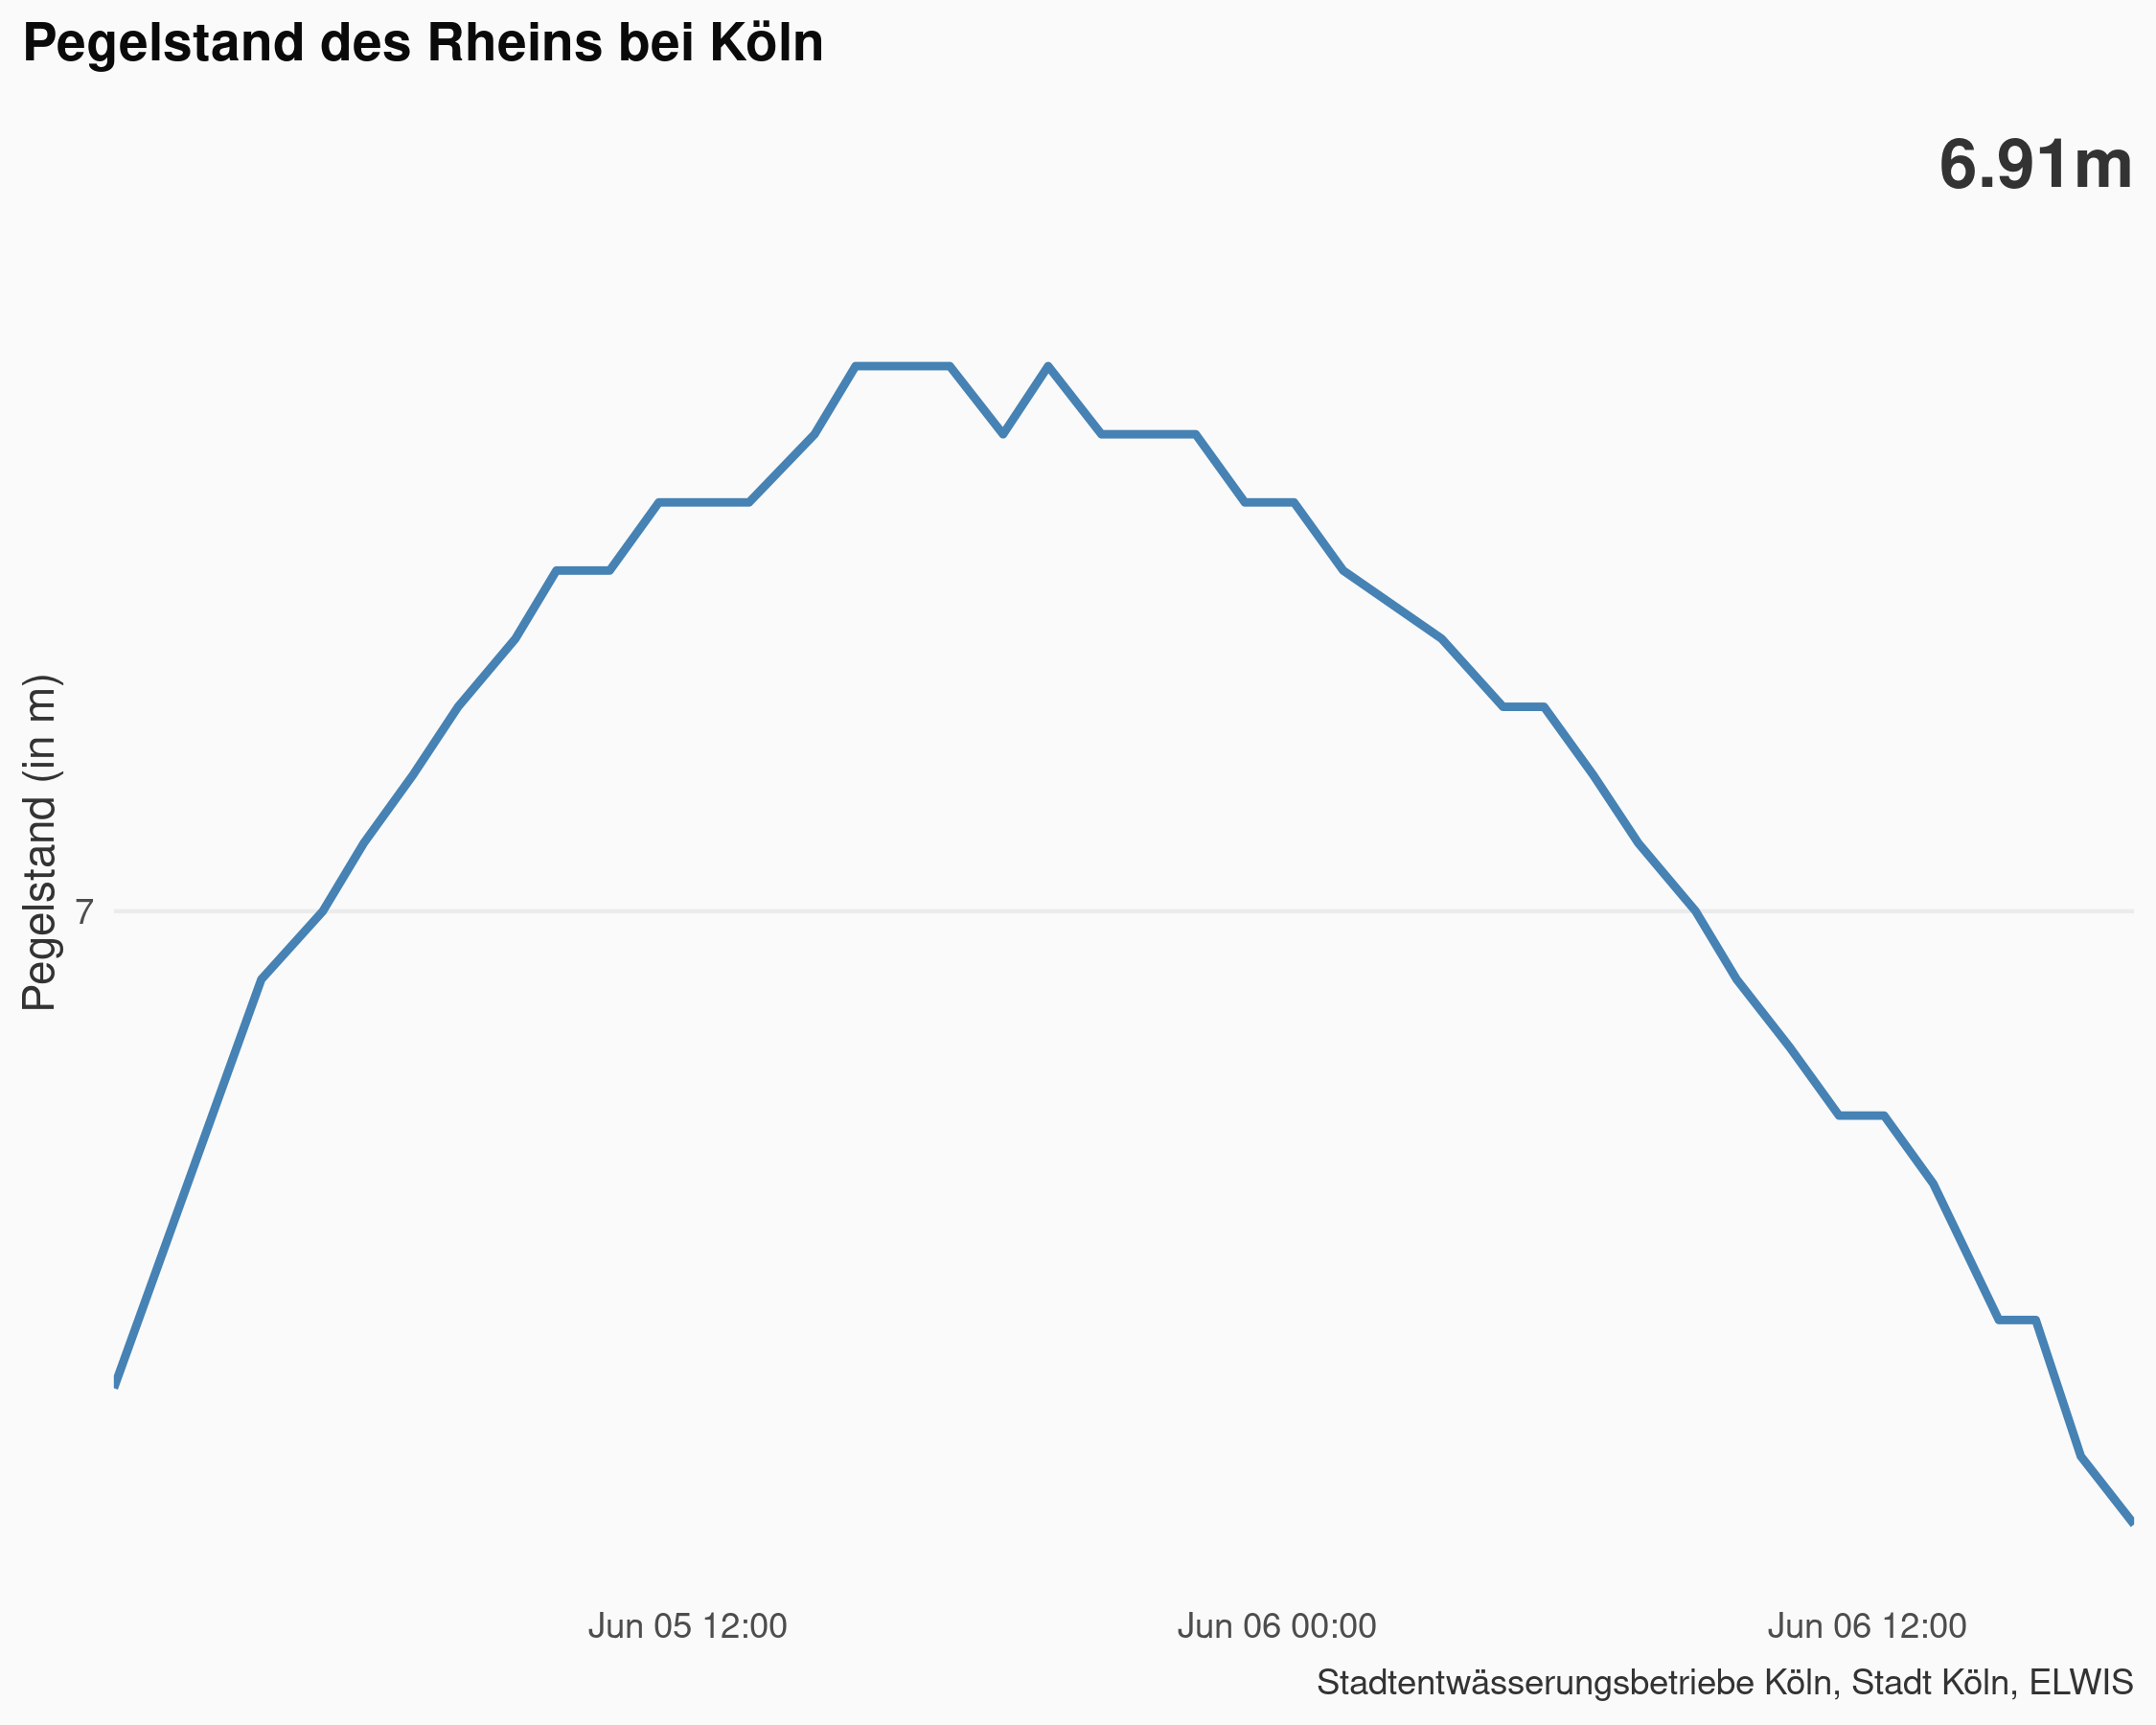 Pegelstand des Rheins bei Köln
6.91m
Pegelstand (in m)
7
Jun 05 12:00
Jun 06 00:00
Jun 06 12:00
Stadtentwässerungsbetriebe Köln, Stadt Köln, ELWIS